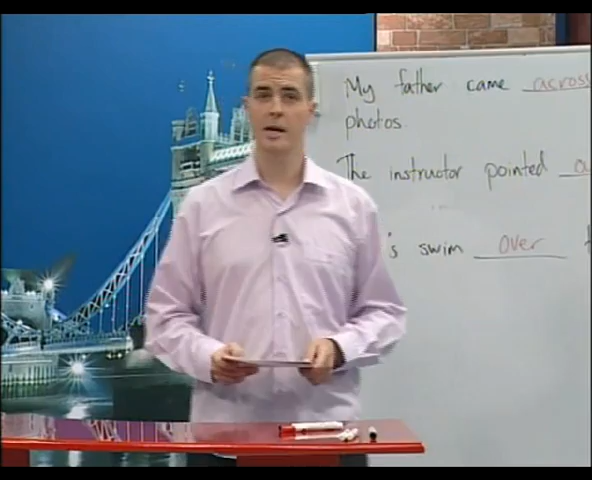 My father came across
photos.
The instructor pointed
's swim over